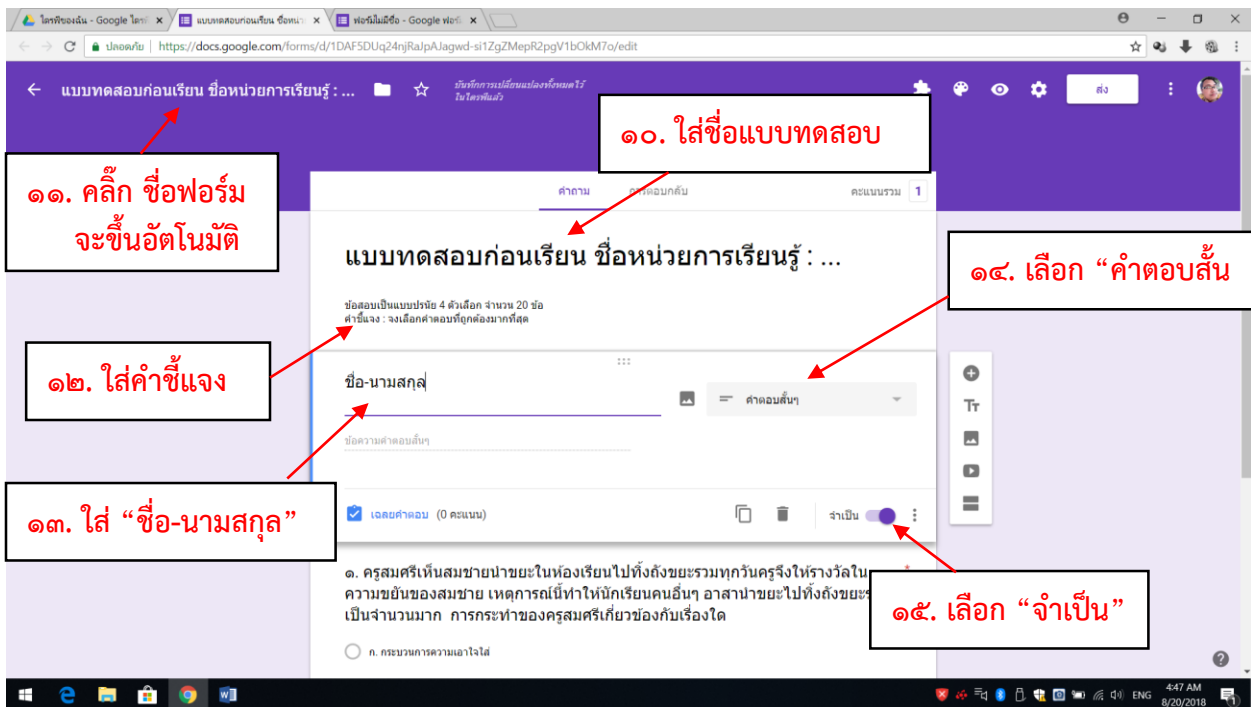 ไดรฟ์ของฉัน - Google ไดรฟ์
แบบทดสอบก่อนเรียน ชื่อหน่ว
ฟอร์มไม่มีชื่อ - Google ฟอร์ม
ปลอดภัย | https://docs.google.com/forms/d/1DAF5DUq24njRaJpAJagwd-si1ZgZMepR2pgV1bOkM7o/edit
แบบทดสอบก่อนเรียน ชื่อหน่วยการเรียนรู้ : ...
บันทึกการเปลี่ยนแปลงทั้งหมดไว้
ในไดรฟ์แล้ว
ส่ง
๑๐. ใส่ชื่อแบบทดสอบ
๑๑. คลิ๊ก ชื่อฟอร์ม
จะขึ้นอัตโนมัติ
คำถาม
การตอบกลับ
คะแนนรวม 1
แบบทดสอบก่อนเรียน ชื่อหน่วยการเรียนรู้ : ...
๑๔. เลือก “คำตอบสั้น
ข้อสอบเป็นแบบปรนัย 4 ตัวเลือก จำนวน 20 ข้อ
คำชี้แจง : จงเลือกคำตอบที่ถูกต้องมากที่สุด
๑๒. ใส่คำชี้แจง
ชื่อ-นามสกุล
คำตอบสั้นๆ
Tт
ข้อความคำตอบสั้นๆ
๑๓. ใส่ “ชื่อ-นามสกุล”
เฉลยคำตอบ (0 คะแนน)
จำเป็น
๑. ครูสมศรีเห็นสมชายนำขยะในห้องเรียนไปทิ้งถังขยะรวมทุกวันครูจึงให้รางวัลใน
ความขยันของสมชาย เหตุการณ์นี้ทำให้นักเรียนคนอื่นๆ อาสานำขยะไปทิ้งถังขยะ
เป็นจำนวนมาก การกระทำของครูสมศรีเกี่ยวข้องกับเรื่องใด
๑๕. เลือก “จำเป็น”
ก. กระบวนการความเอาใจใส่
ENG
4:47 AM
8/20/2018